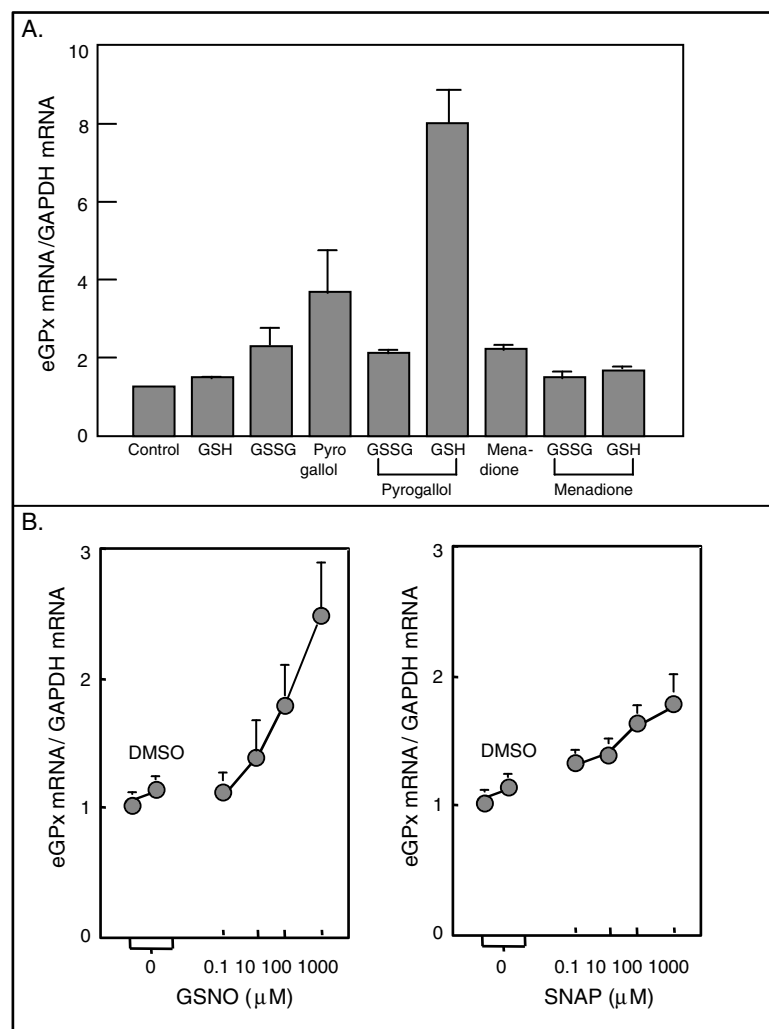 A.
eGPx mRNA/GAPDH mRNA
10
8
6
4
2
0
Control GSH GSSG Pyro gallol GSSG GSH Mena- dione GSSG GSH
Pyrogallol Menadione
B.
eGPx mRNA/ GAPDH mRNA
3
2
1
0
DMSO
0 0.1 10 100 1000
GSNO (μM)
eGPx mRNA/ GAPDH mRNA
3
2
1
0
DMSO
0 0.1 10 100 1000
SNAP (μM)